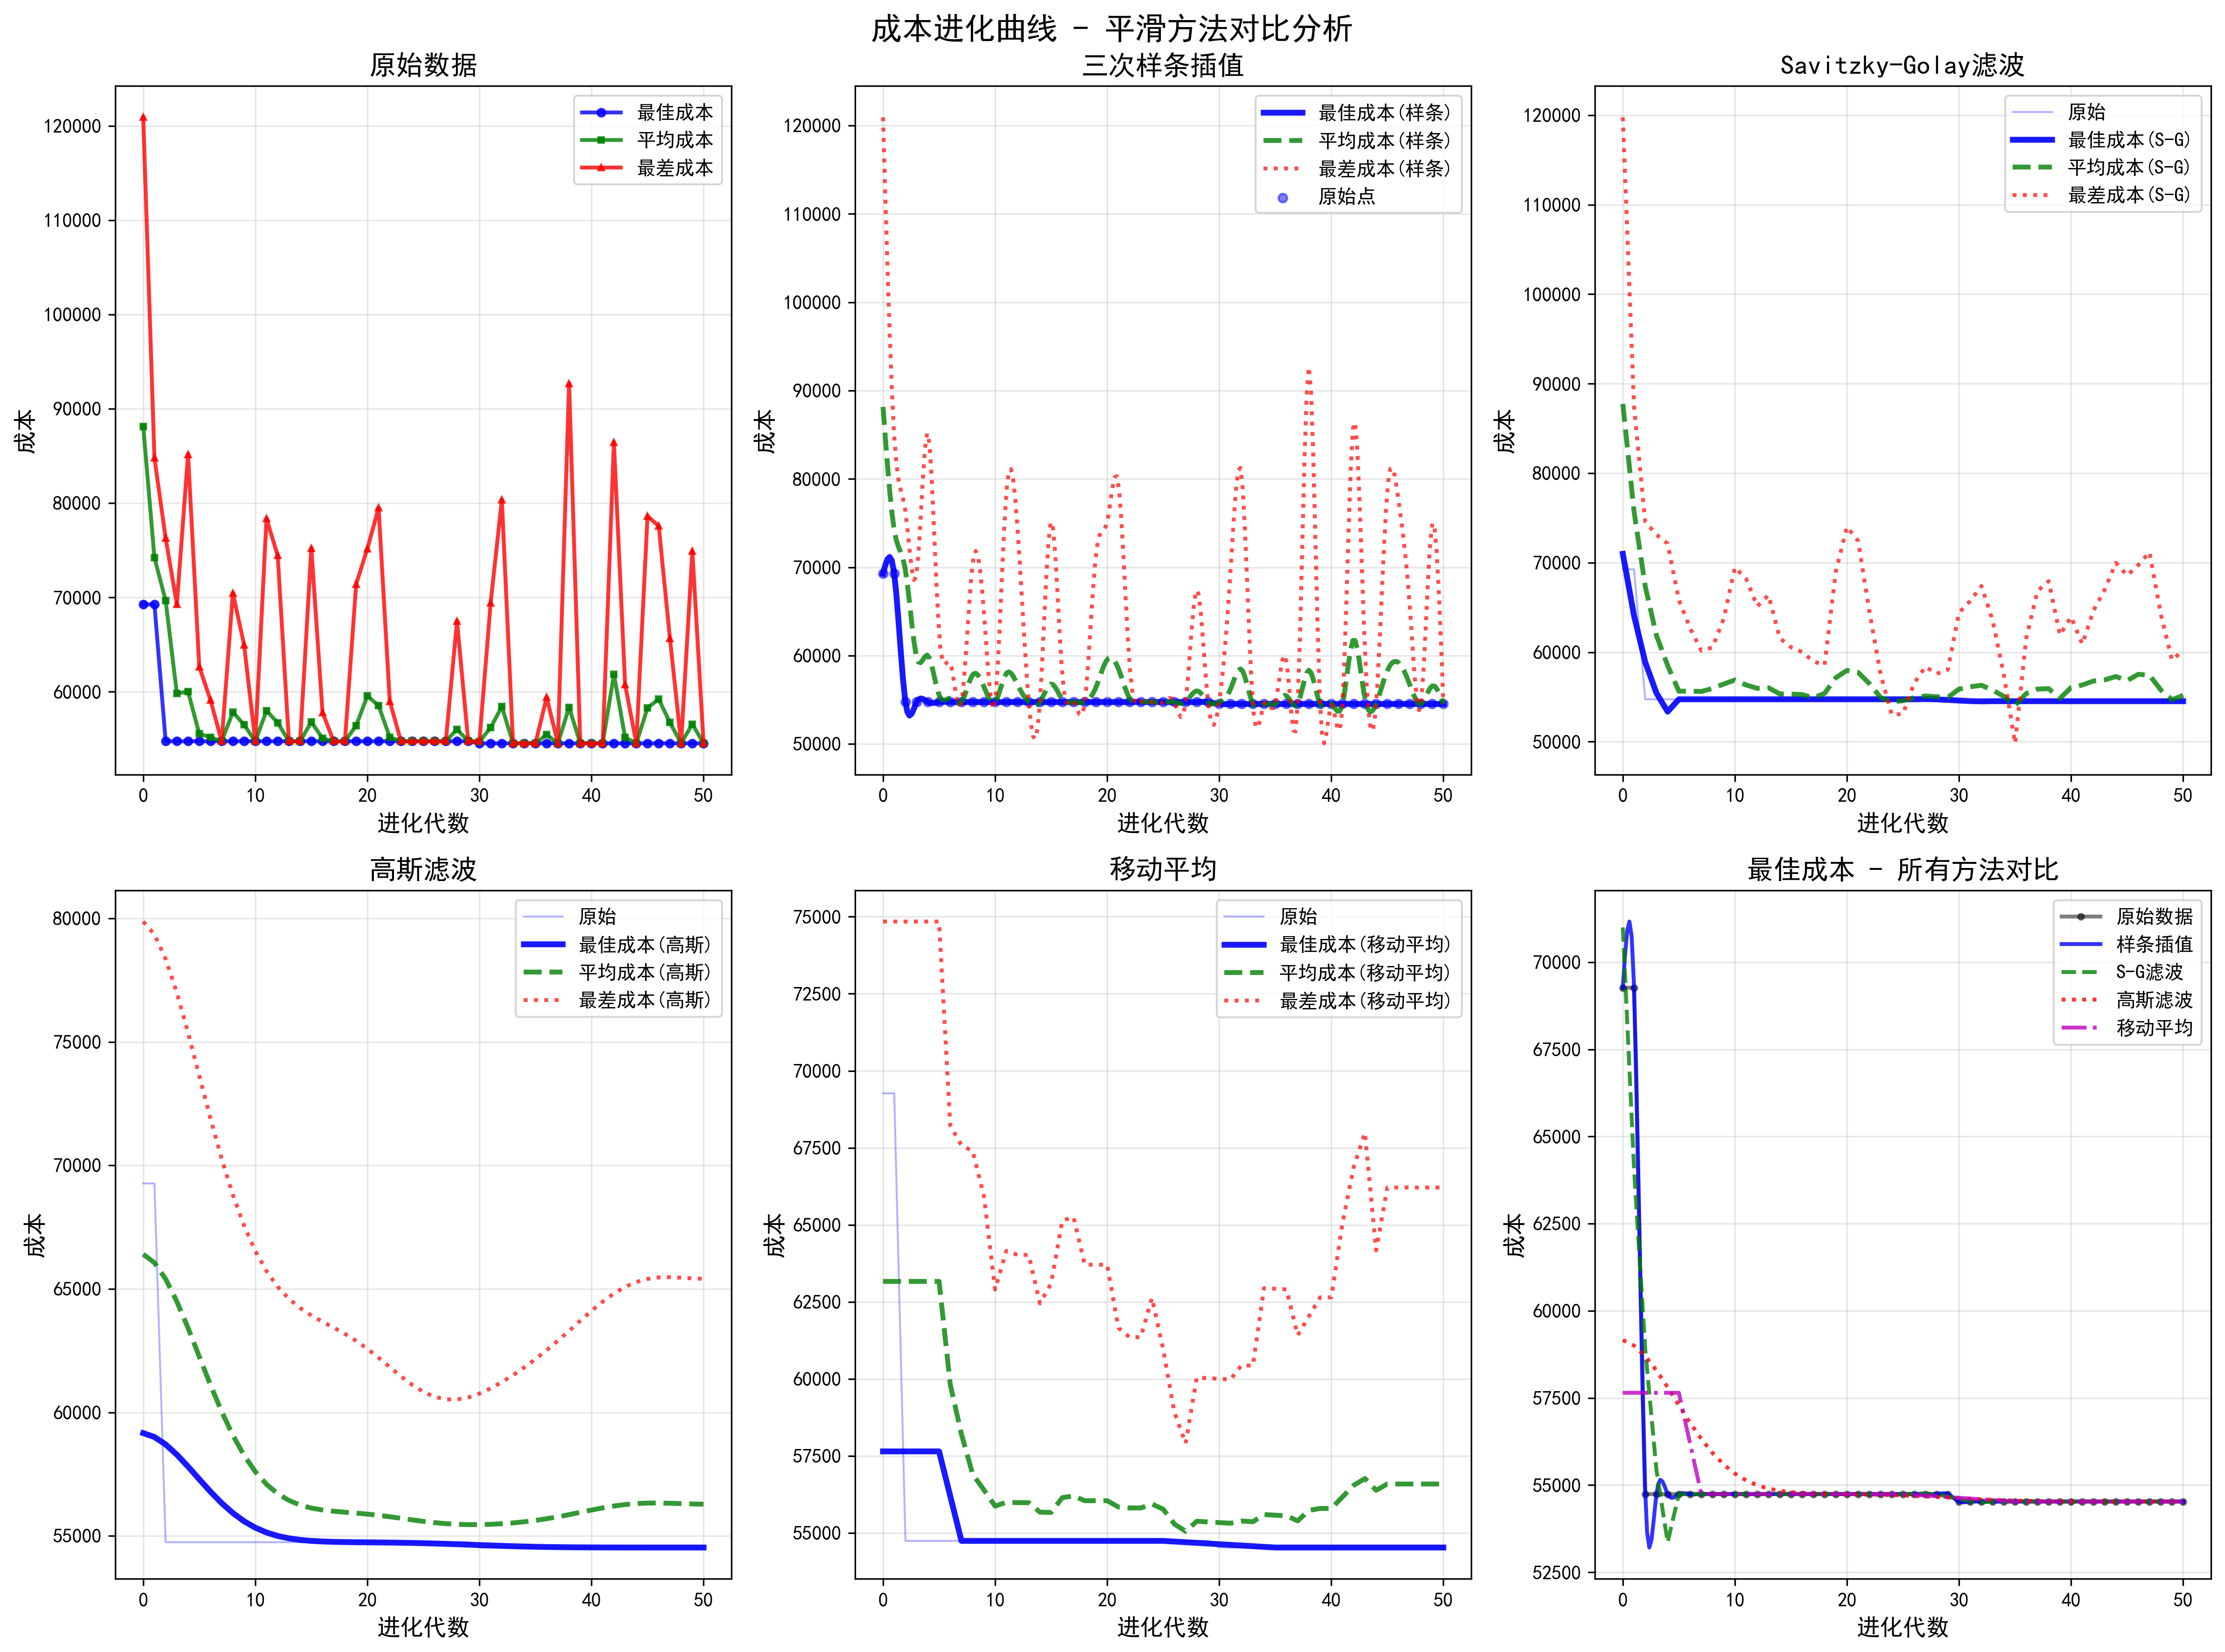 成本进化曲线 - 平滑方法对比分析
原始数据
最佳成本
平均成本
最差成本
120000
110000
100000
90000
80000
70000
60000
成本
0 10 20 30 40 50
进化代数
三次样条插值
最佳成本(样条)
平均成本(样条)
最差成本(样条)
原始点
120000
110000
100000
90000
80000
70000
60000
50000
成本
0 10 20 30 40 50
进化代数
Savitzky-Golay滤波
原始
最佳成本(S-G)
平均成本(S-G)
最差成本(S-G)
120000
110000
100000
90000
80000
70000
60000
50000
成本
0 10 20 30 40 50
进化代数
高斯滤波
原始
最佳成本(高斯)
平均成本(高斯)
最差成本(高斯)
80000
75000
70000
65000
60000
55000
成本
0 10 20 30 40 50
进化代数
移动平均
原始
最佳成本(移动平均)
平均成本(移动平均)
最差成本(移动平均)
75000
72500
70000
67500
65000
62500
60000
57500
55000
成本
0 10 20 30 40 50
进化代数
最佳成本 - 所有方法对比
原始数据
样条插值
S-G滤波
高斯滤波
移动平均
70000
67500
65000
62500
60000
57500
55000
52500
成本
0 10 20 30 40 50
进化代数